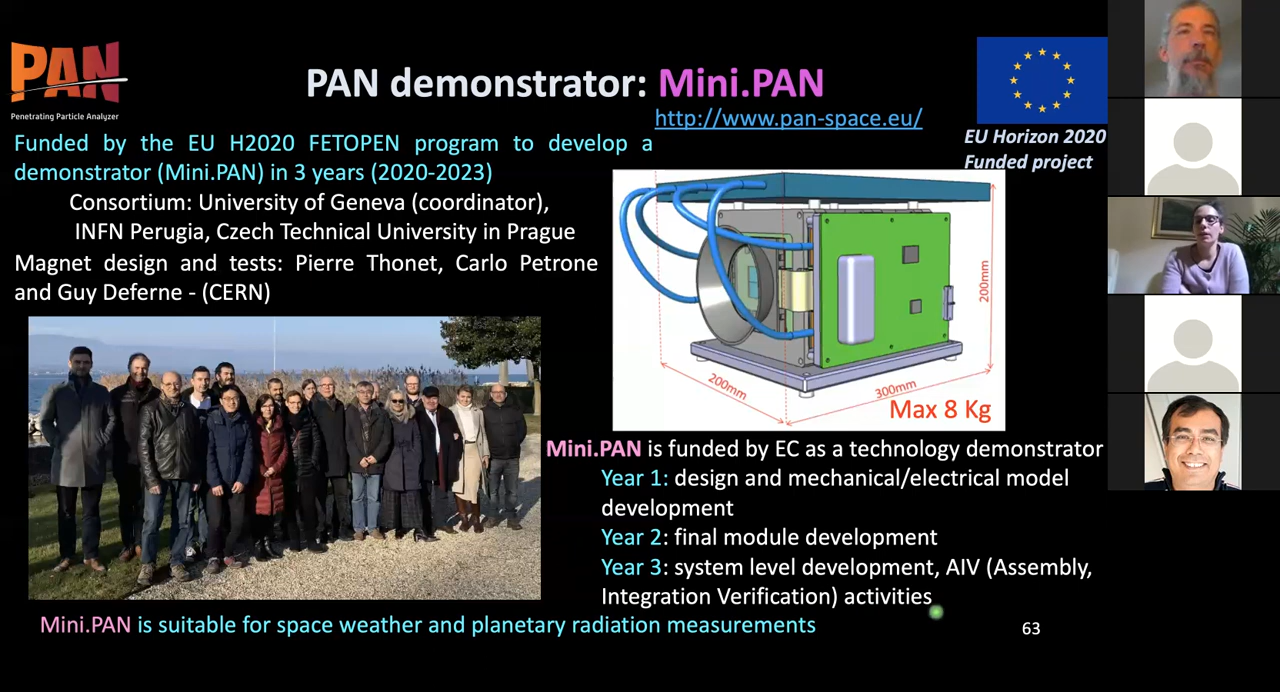 PAN
Penetrating Particle Analyzer
PAN demonstrator: Mini.PAN
http://www.pan-space.eu/
EU Horizon 2020
Funded project
Funded by the EU H2020 FETOPEN program to develop a
demonstrator (Mini.PAN) in 3 years (2020-2023)
Consortium: University of Geneva (coordinator),
INFN Perugia, Czech Technical University in Prague
Magnet design and tests: Pierre Thonet, Carlo Petrone
and Guy Deferne - (CERN)
200mm
200mm
300mm
Max 8 Kg
Mini.PAN is funded by EC as a technology demonstrator
Year 1: design and mechanical/electrical model
development
Year 2: final module development
Year 3: system level development, AIV (Assembly,
Integration Verification) activities
Mini.PAN is suitable for space weather and planetary radiation measurements
63